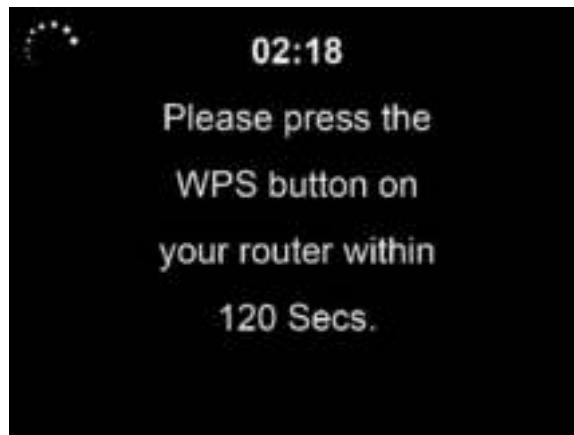 02:18
Please press the
WPS button on
your router within
120 Secs.